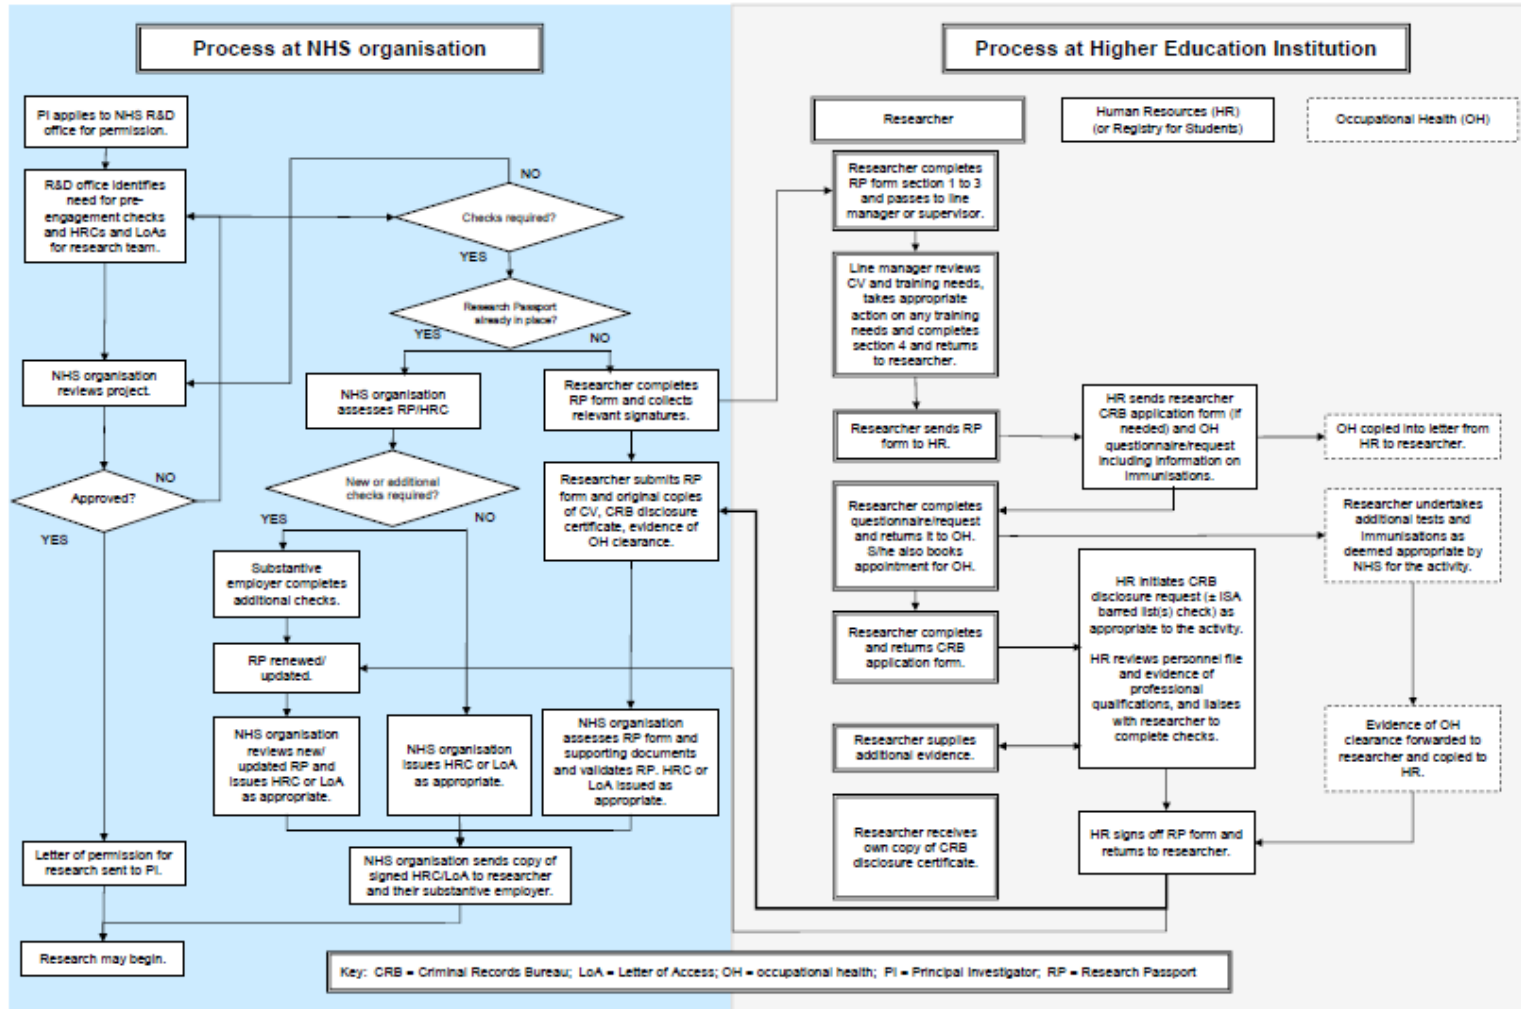 Process at NHS organisation
PI applies to NHS R&D
office for permission.
R&D office identifies
need for pre-
engagement checks
and HRCs and LoAs
for research team.
NO
Checks required?
YES
Research Passport
already in place?
YES
NO
NHS organisation
reviews project.
NHS organisation
assesses RP/HRC
Researcher completes
RP form and collects
relevant signatures.
Approved?
NO
YES
New or additional
checks required?
YES
NO
Researcher submits RP
form and original copies
of CV, CRB disclosure
certificate, evidence of
OH clearance.
Substantive
employer completes
additional checks.
RP renewed/
updated.
NHS organisation
reviews new/
updated RP and
issues HRC or LoA
as appropriate.
NHS organisation
issues HRC or LoA
as appropriate.
NHS organisation
assesses RP form and
supporting documents
and validates RP. HRC or
LoA issued as
appropriate.
Letter of permission for
research sent to PI.
NHS organisation sends copy of
signed HRC/LoA to researcher
and their substantive employer.
Research may begin.
Process at Higher Education Institution
Researcher
Human Resources (HR)
(or Registry for Students)
Occupational Health (OH)
Researcher completes
RP form section 1 to 3
and passes to line
manager or supervisor.
Line manager reviews
CV and training needs,
takes appropriate
action on any training
needs and completes
section 4 and returns
to researcher.
Researcher sends RP
form to HR.
HR sends researcher
CRB application form (if
needed) and OH
questionnaire/request
including information on
immunisations.
OH copied into letter from
HR to researcher.
Researcher completes
questionnaire/request
and returns it to OH.
S/he also books
appointment for OH.
Researcher undertakes
additional tests and
immunisations as
deemed appropriate by
NHS for the activity.
Researcher completes
and returns CRB
application form.
HR initiates CRB
disclosure request (± ISA
barred list(s) check) as
appropriate to the activity.
HR reviews personnel file
and evidence of
professional
qualifications, and liaises
with researcher to
complete checks.
Researcher supplies
additional evidence.
Evidence of OH
clearance forwarded to
researcher and copied to
HR.
Researcher receives
own copy of CRB
disclosure certificate.
HR signs off RP form and
returns to researcher.
Key: CRB = Criminal Records Bureau; LoA = Letter of Access; OH = occupational health; PI = Principal Investigator; RP = Research Passport